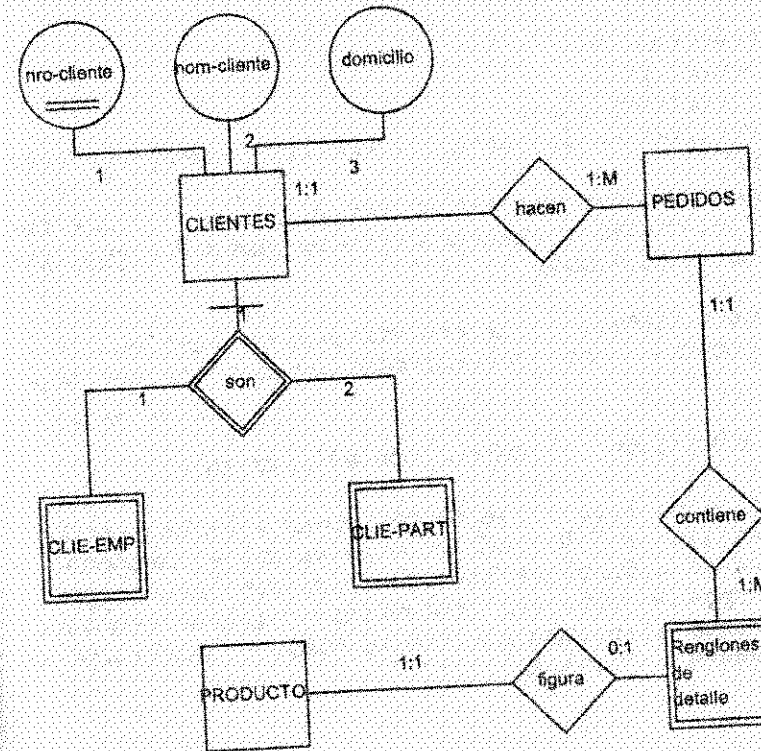 nro-cliente
nom-cliente
domicilio
1
2
3
CLIENTES
1:1
hacen
1:M
PEDIDOS
1:1
1
son
1
2
CLIE-EMP
CLIE-PART
contiene
1:M
PRODUCTO
1:1
figura
0:1
Renglones
de
detalle